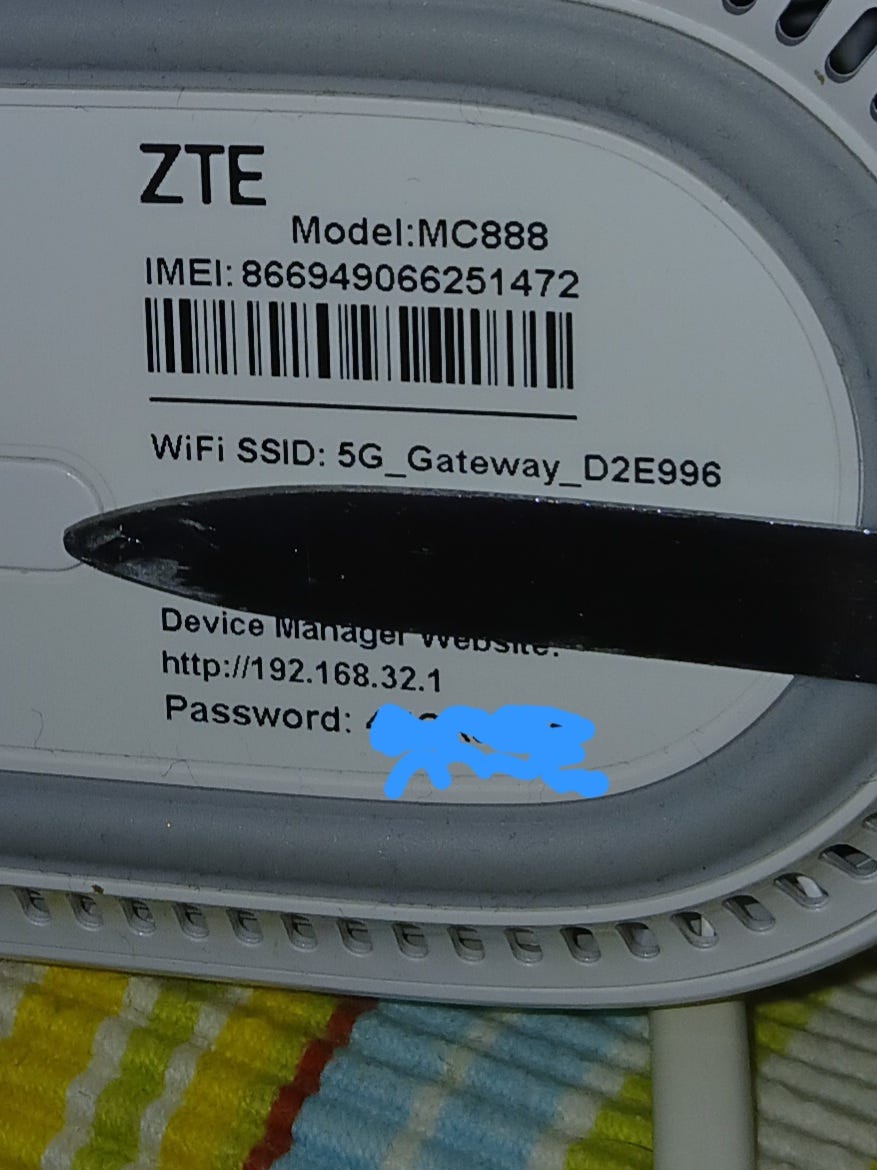 ZTE
Model:MC888
IMEI: 866949066251472
WiFi SSID: 5G_Gateway_D2E996
Device Manager Website:
http://192.168.32.1
Password: